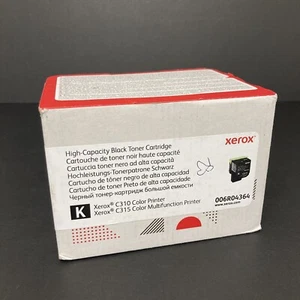 xerox
High-Capacity Black Toner Cartridge
Cartouche de toner noir haute capacité
Cartuccia toner nero ad alta capacità
Hochleistungs-Tonerpatrone Schwarz
Cartucho de tóner negro de alta capacidad
Cartucho de toner Preto de alta capacidade
Черный тонер-картридж большой емкости
006R04364
K
Xerox® C310 Color Printer
Xerox® C315 Color Multifunction Printer